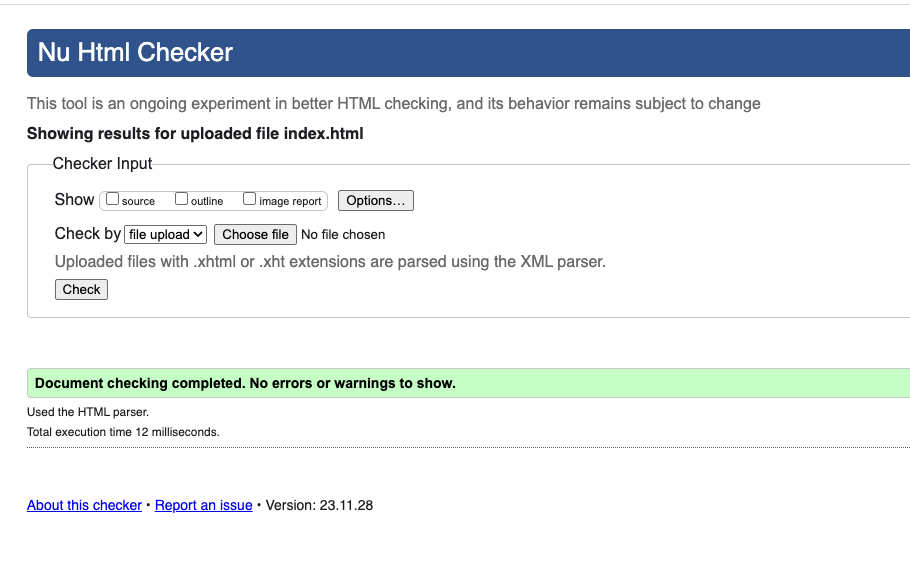 Nu Html Checker
This tool is an ongoing experiment in better HTML checking, and its behavior remains subject to change
Showing results for uploaded file index.html
Checker Input
Show source outline image report Options...
Check by file upload Choose file No file chosen
Uploaded files with .xhtml or .xht extensions are parsed using the XML parser.
Check
Document checking completed. No errors or warnings to show.
Used the HTML parser.
Total execution time 12 milliseconds.
About this checker • Report an issue • Version: 23.11.28